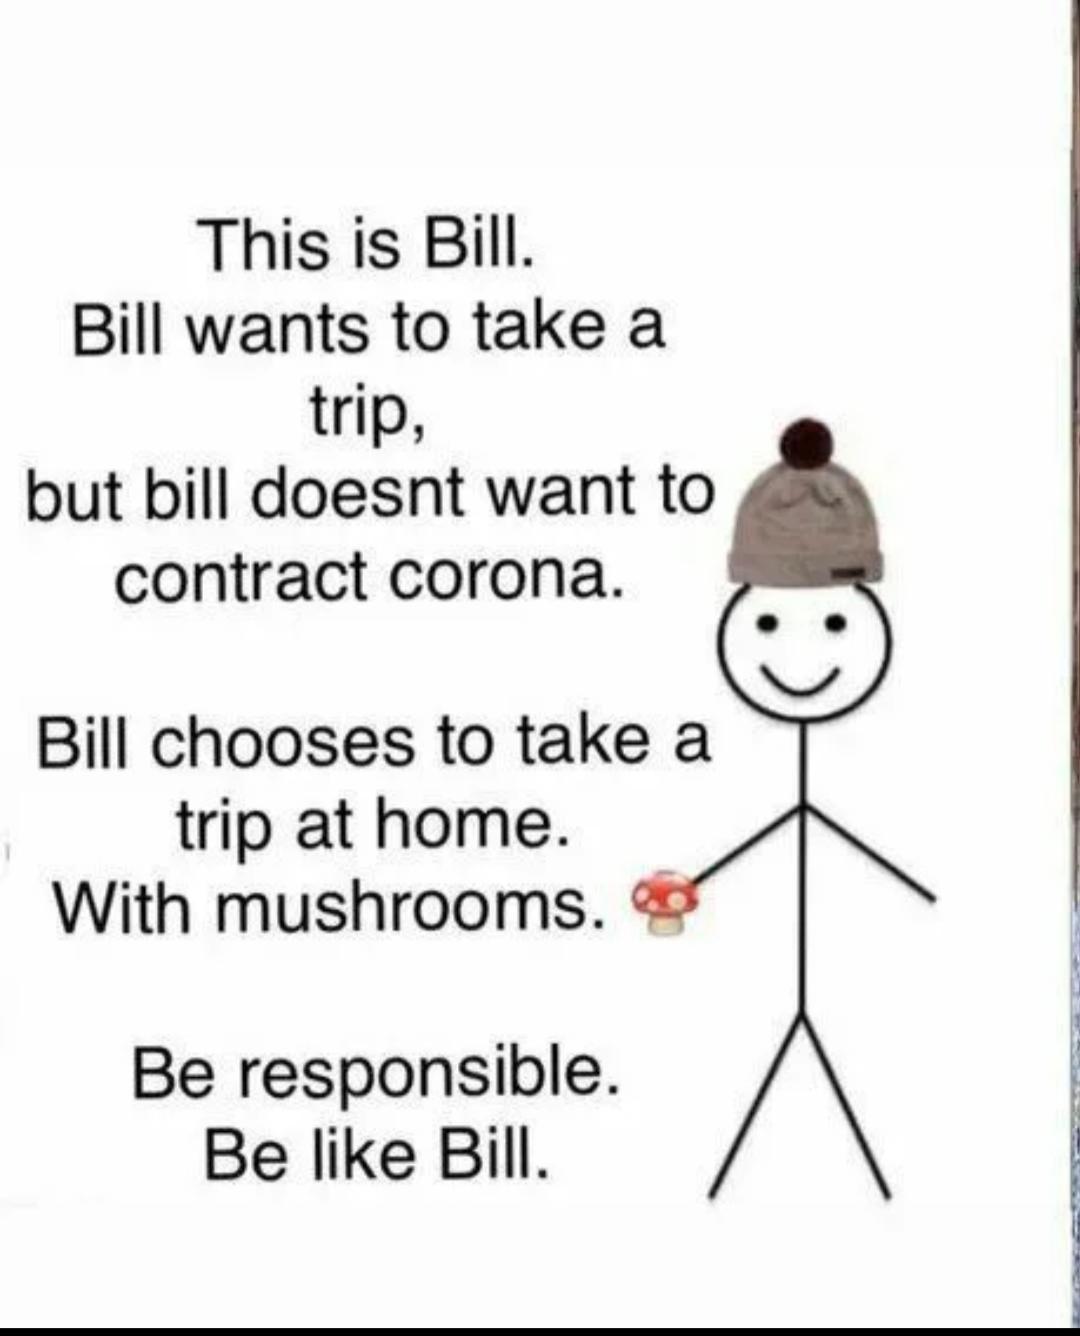 This is Bill.
Bill wants to take a
trip,
but bill doesnt want to
contract corona.
Bill chooses to take a
trip at home.
With mushrooms. 🍄
Be responsible.
Be like Bill.